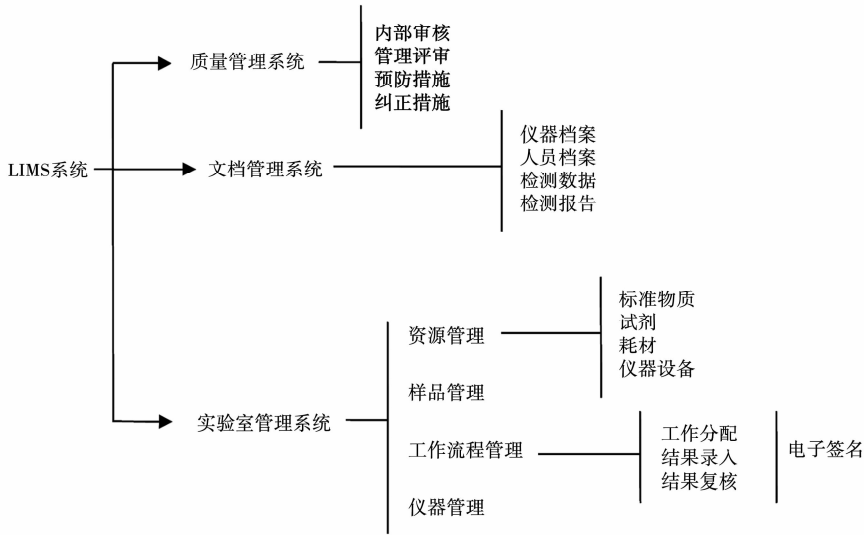 LIMS系统
质量管理系统
内部审核
管理评审
预防措施
纠正措施
文档管理系统
仪器档案
人员档案
检测数据
检测报告
实验室管理系统
资源管理
标准物质
试剂
耗材
仪器设备
样品管理
工作流程管理
工作分配
结果录入
结果复核
电子签名
仪器管理